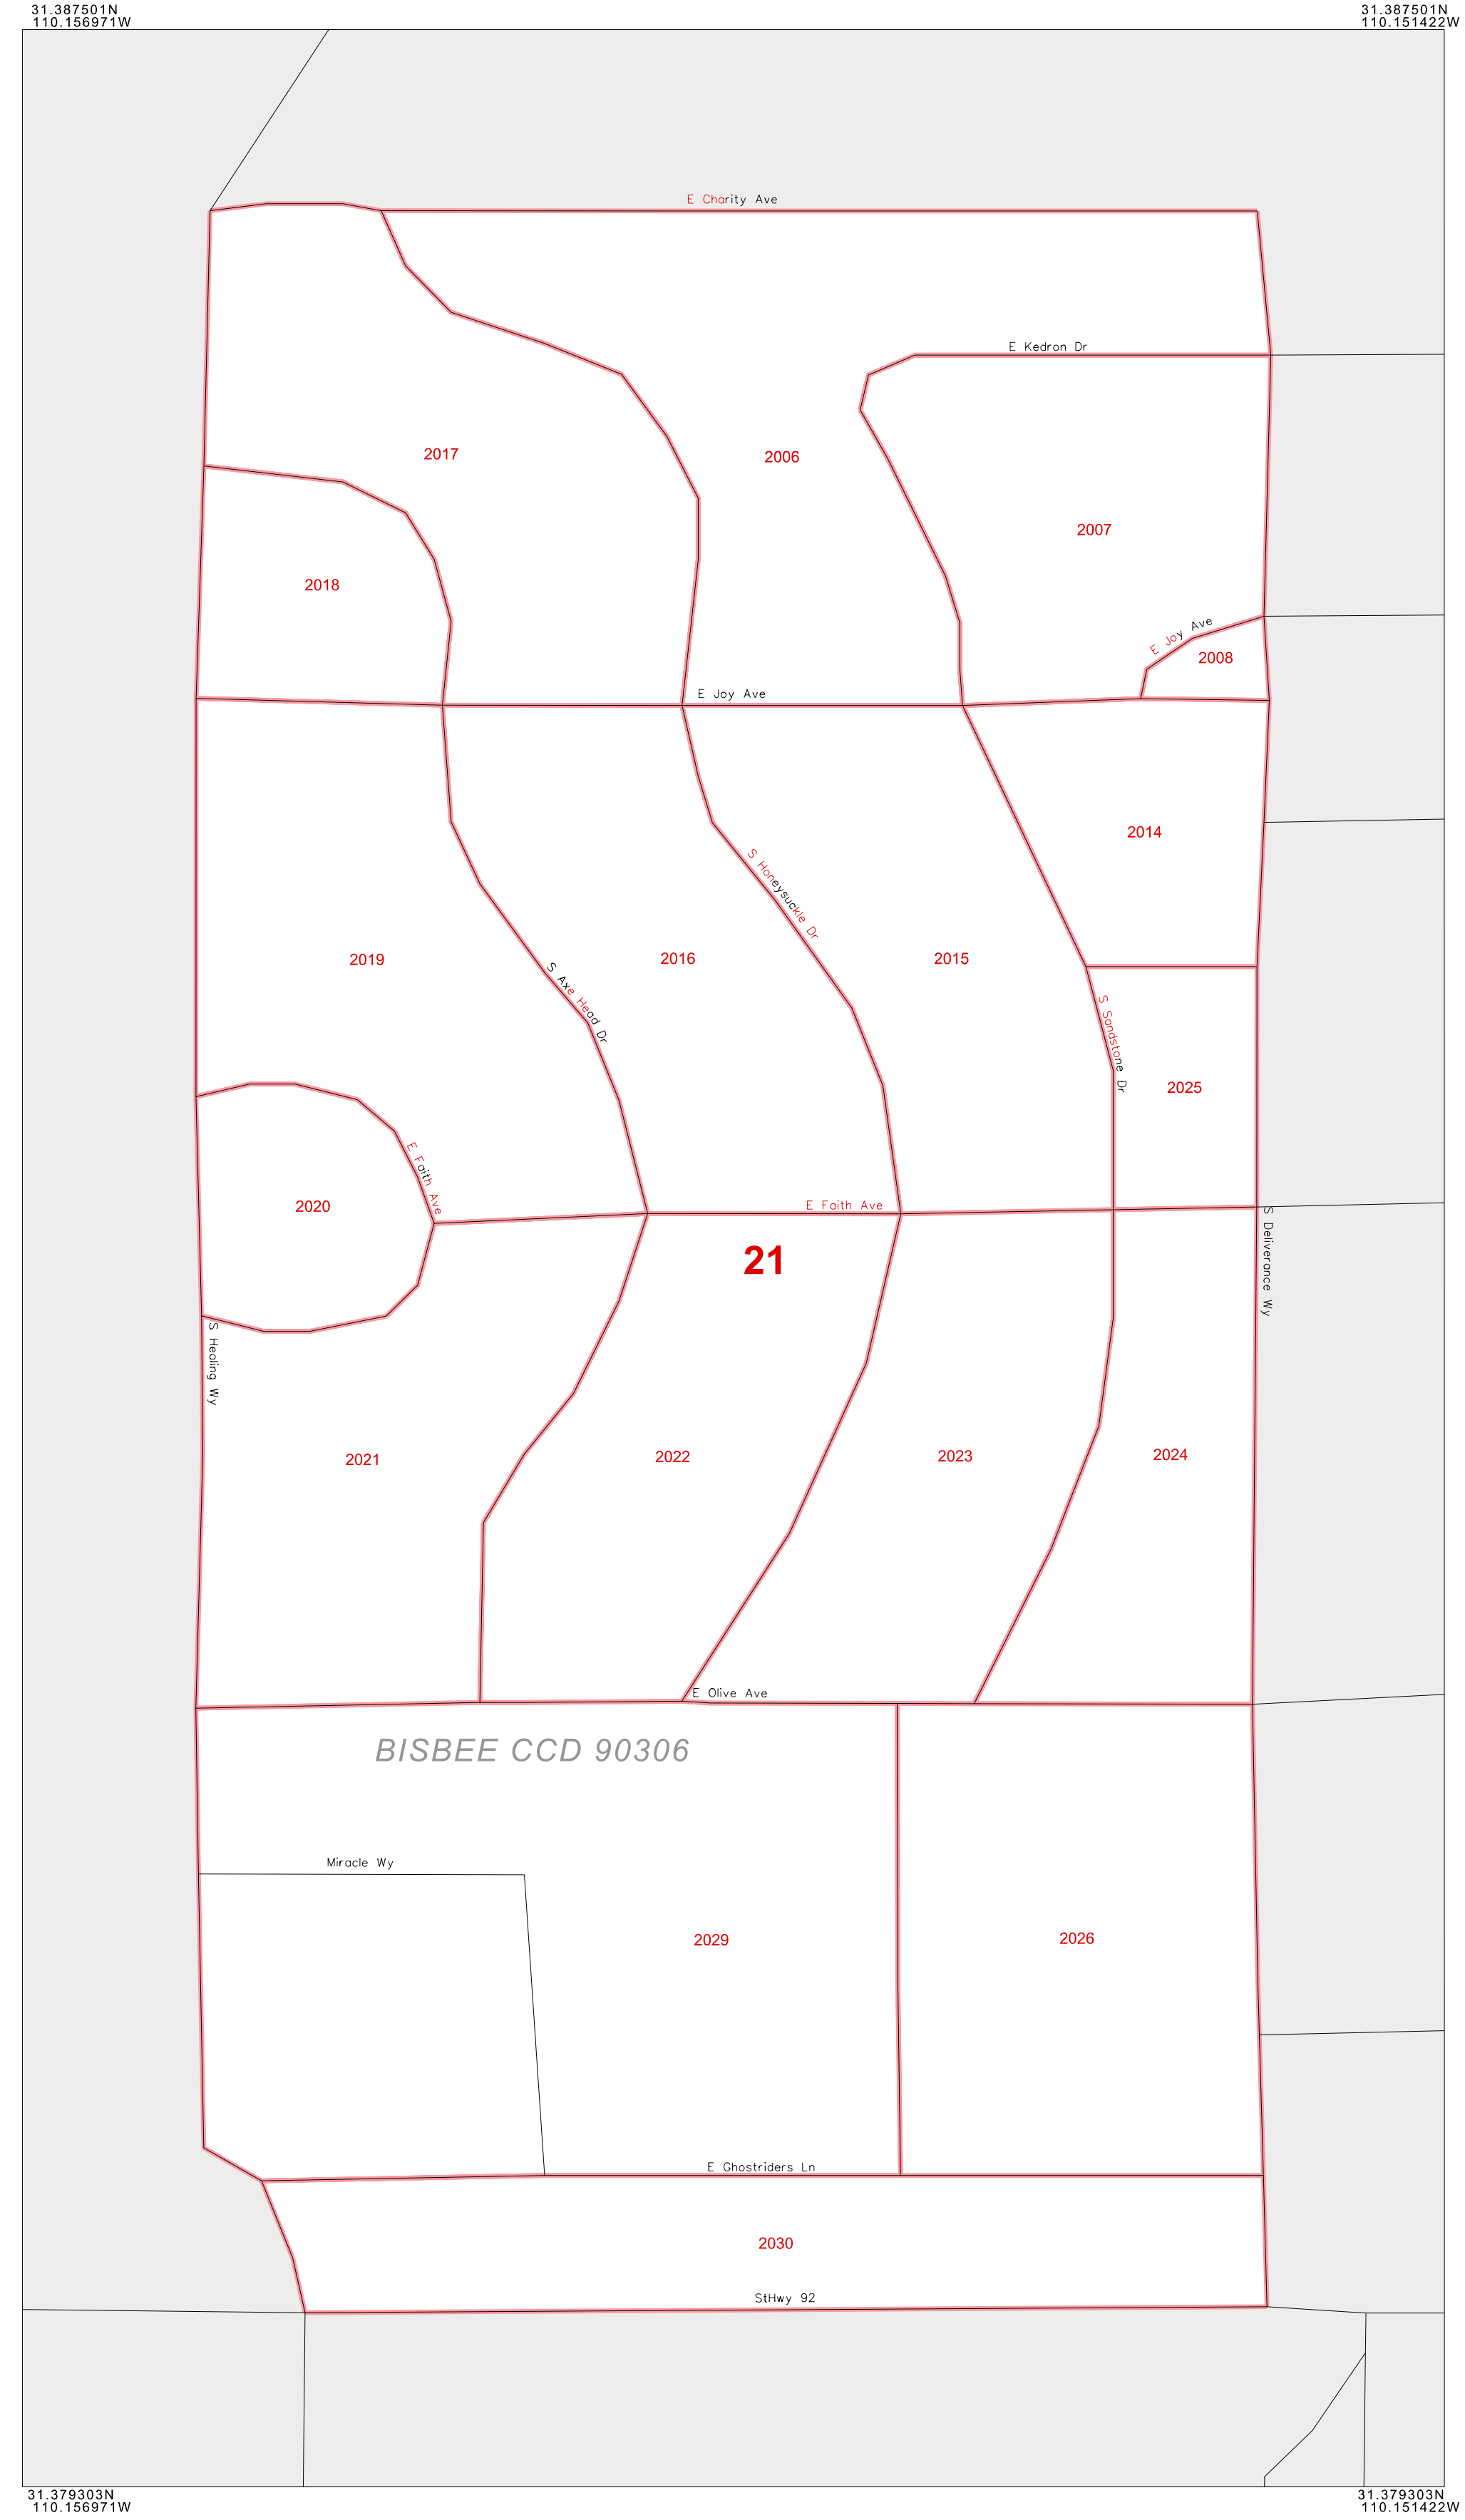 31.387501N
110.156971W
31.387501N
110.151422W
E Charity Ave
E Kedron Dr
2017
2006
2007
2018
E Joy Ave
2008
E Joy Ave
2014
S Honeysuckle Dr
2019
2016
2015
S Axe Head Dr
S Sandstone Dr
2025
E Faith Ave
2020
E Faith Ave
S Deliverance Wy
21
S Healing Wy
2021
2022
2023
2024
E Olive Ave
BISBEE CCD 90306
Miracle Wy
2029
2026
E Ghostriders Ln
2030
StHwy 92
31.379303N
110.156971W
31.379303N
110.151422W